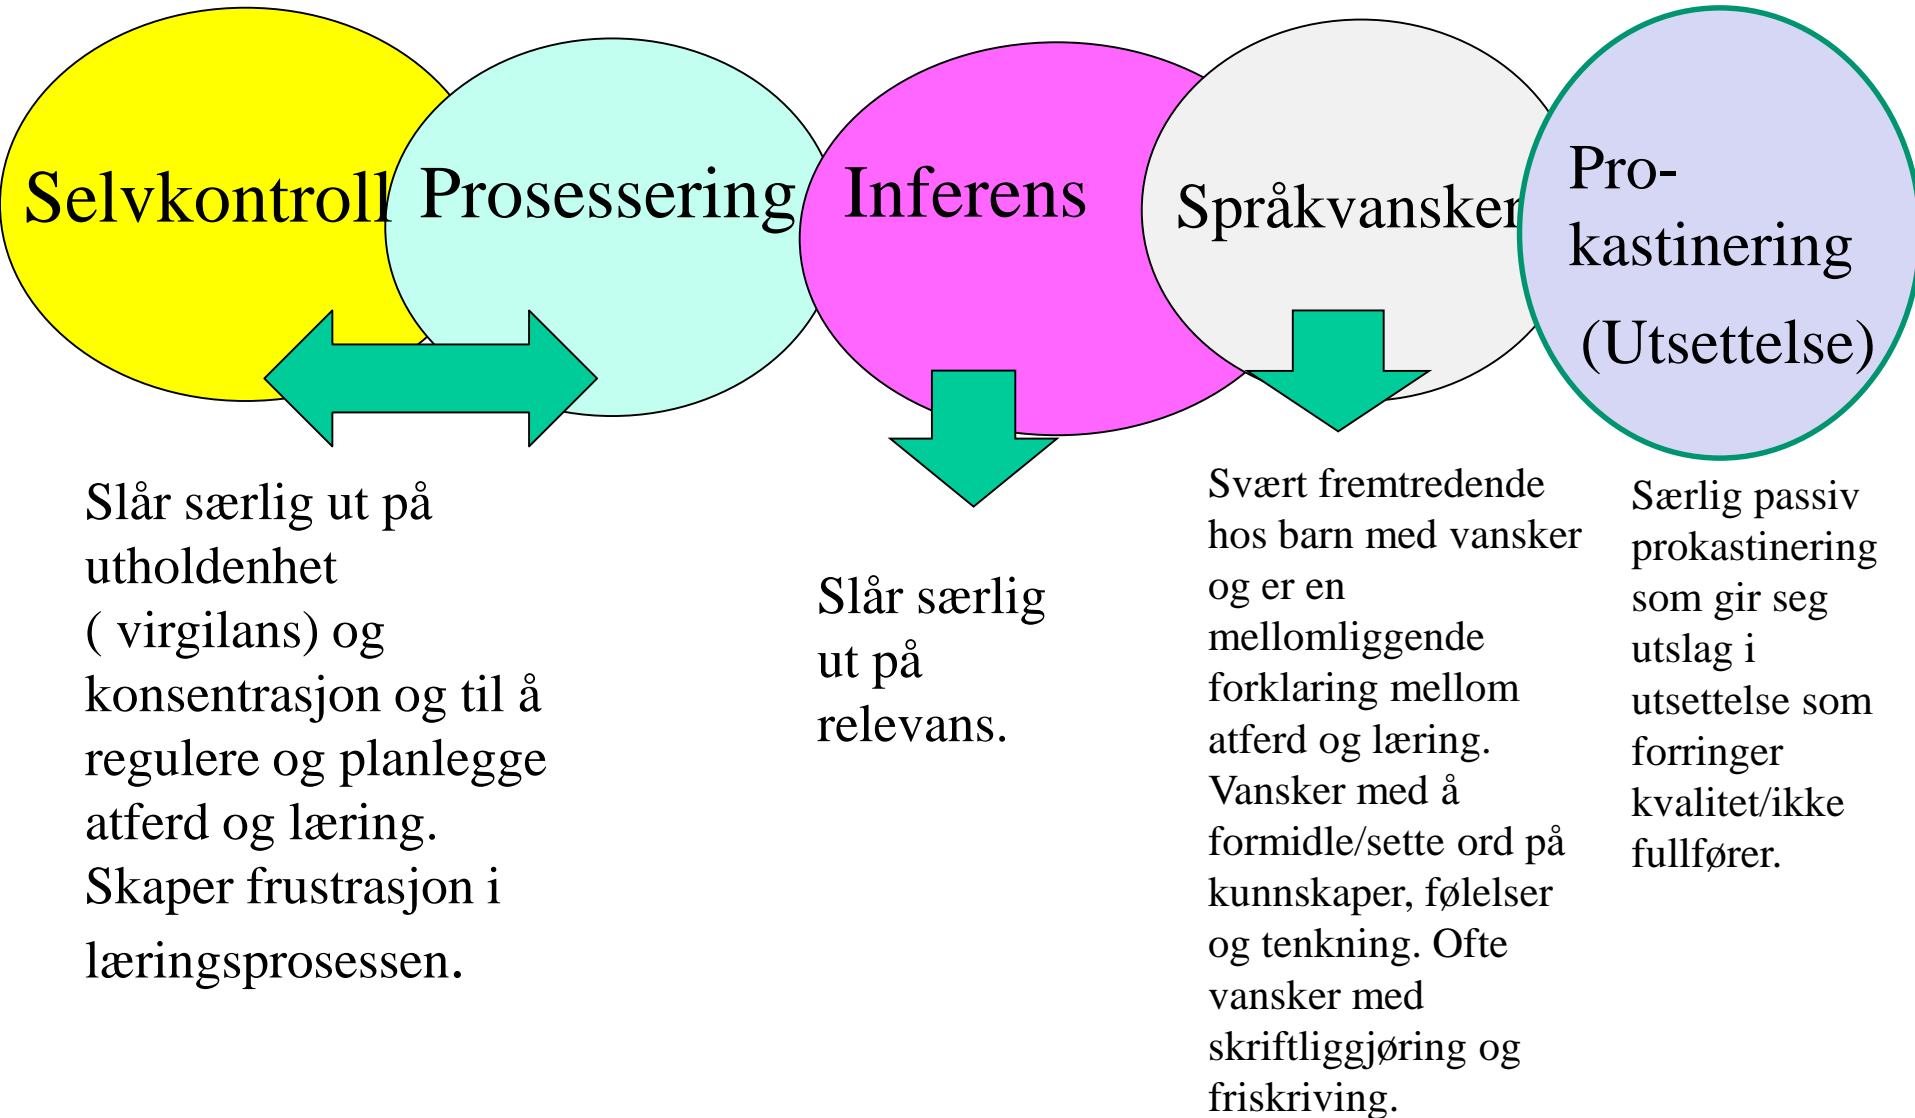 Selvkontroll
Prosessering
Inferens
Språkvansker
Pro-
kastinering
(Utsettelse)
Slår særlig ut på
utholdenhet
( virgilans) og
konsentrasjon og til å
regulere og planlegge
atferd og læring.
Skaper frustrasjon i
læringsprosessen.
Slår særlig
ut på
relevans.
Svært fremtredende
hos barn med vansker
og er en
mellomliggende
forklaring mellom
atferd og læring.
Vansker med å
formidle/sette ord på
kunnskaper, følelser
og tenkning. Ofte
vansker med
skriftliggjøring og
friskriving.
Særlig passiv
prokastinering
som gir seg
utslag i
utsettelse som
forringer
kvalitet/ikke
fullfører.